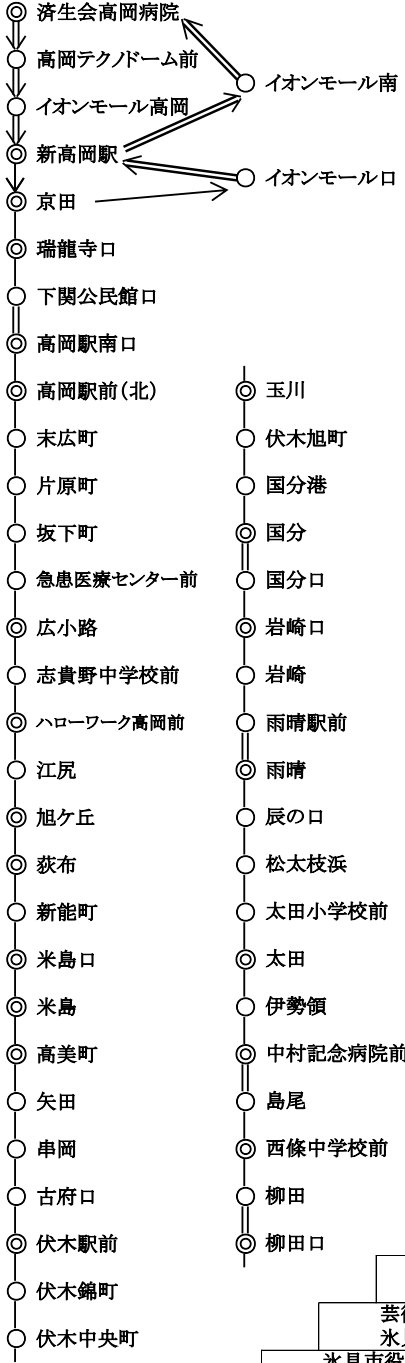 済生会高岡病院
高岡テクノドーム前
イオンモール南
イオンモール高岡
新高岡駅
イオンモール口
京田
瑞龍寺口
下関公民館口
高岡駅南口
高岡駅前(北)
末広町
片原町
坂下町
急患医療センター前
広小路
志貴野中学校前
ハローワーク高岡前
江尻
旭ケ丘
荻布
新能町
米島口
米島
高美町
矢田
串岡
古府口
伏木駅前
伏木錦町
伏木中央町
玉川
伏木旭町
国分港
国分
国分口
岩崎口
岩崎
雨晴駅前
雨晴
辰の口
松太枝浜
太田小学校前
太田
伊勢領
中村記念病院前
島尾
西條中学校前
柳田
柳田口
氷見市役